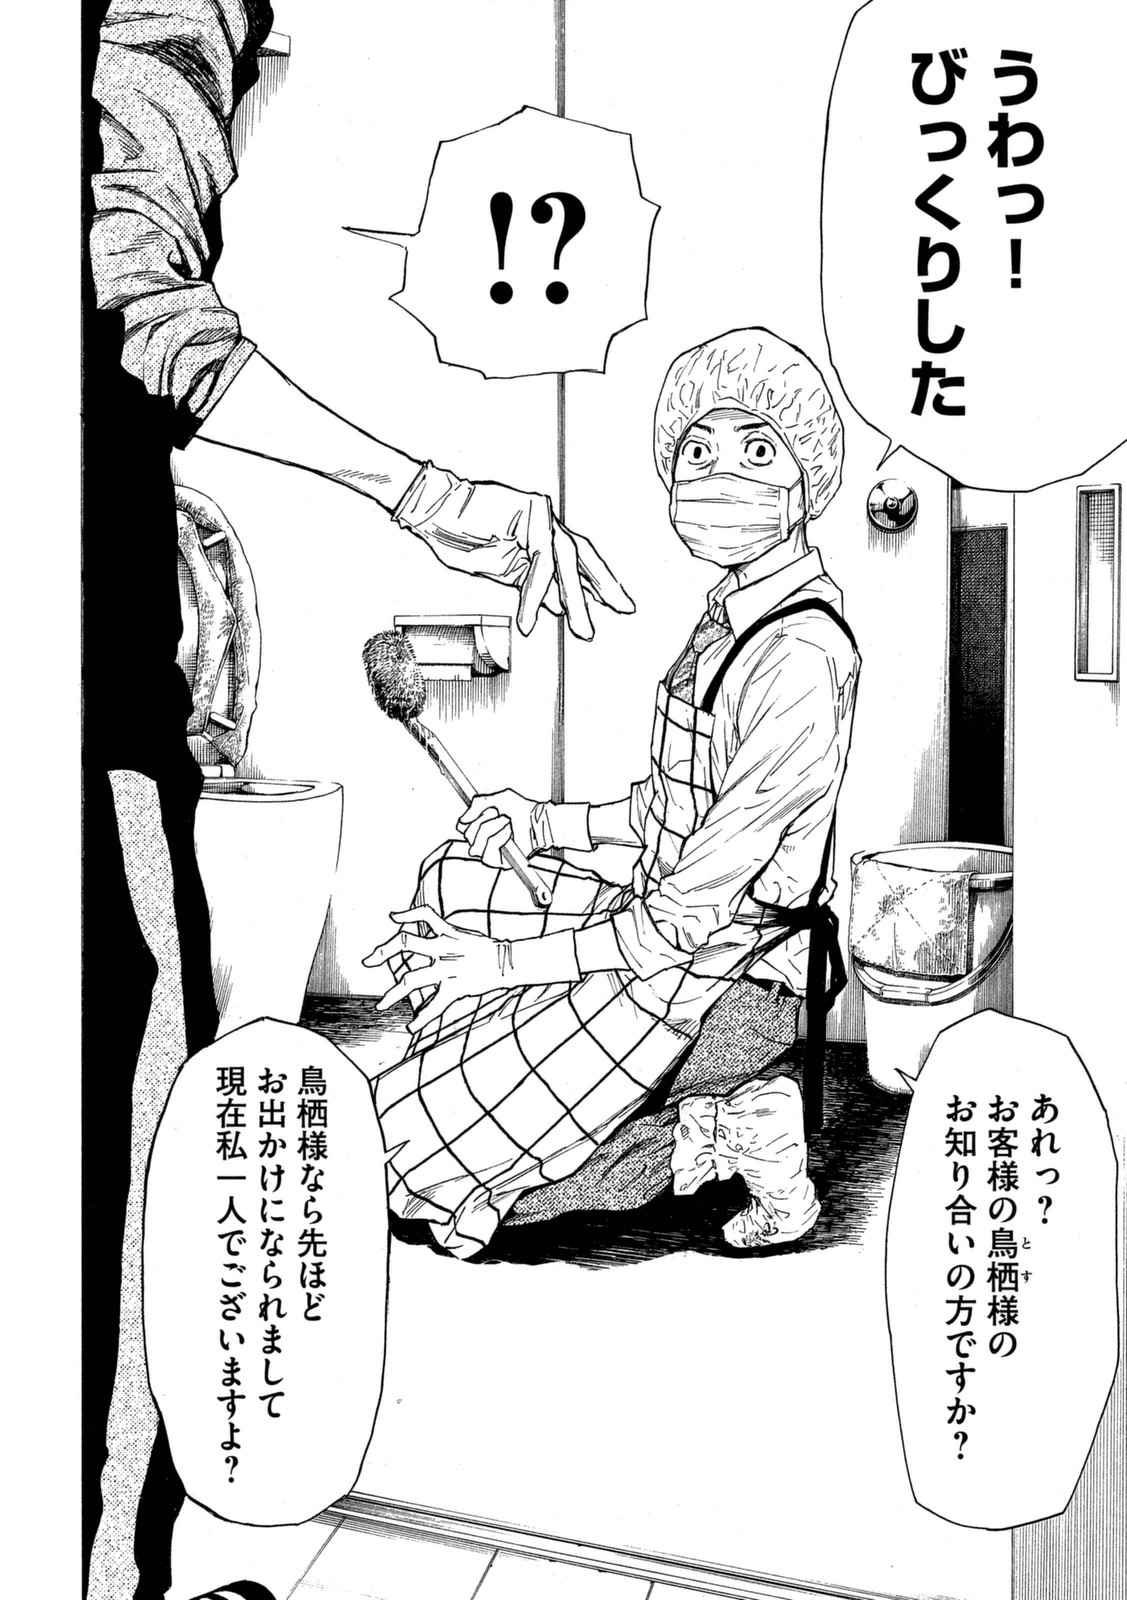 うわっ！
びっくりした
!?
あれっ？
お客様の鳥栖様の
とす
お知り合いの方ですか？
鳥栖様なら先ほど
お出かけになられまして
現在私一人でございますよ？